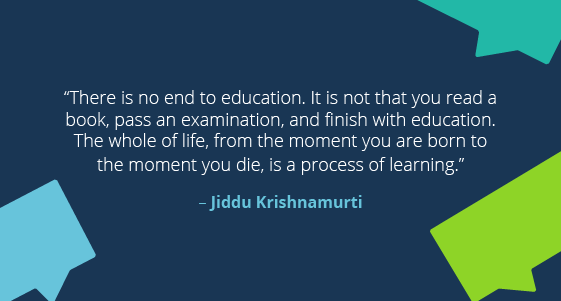 “There is no end to education. It is not that you read a
book, pass an examination, and finish with education.
The whole of life, from the moment you are born to
the moment you die, is a process of learning.”
– Jiddu Krishnamurti